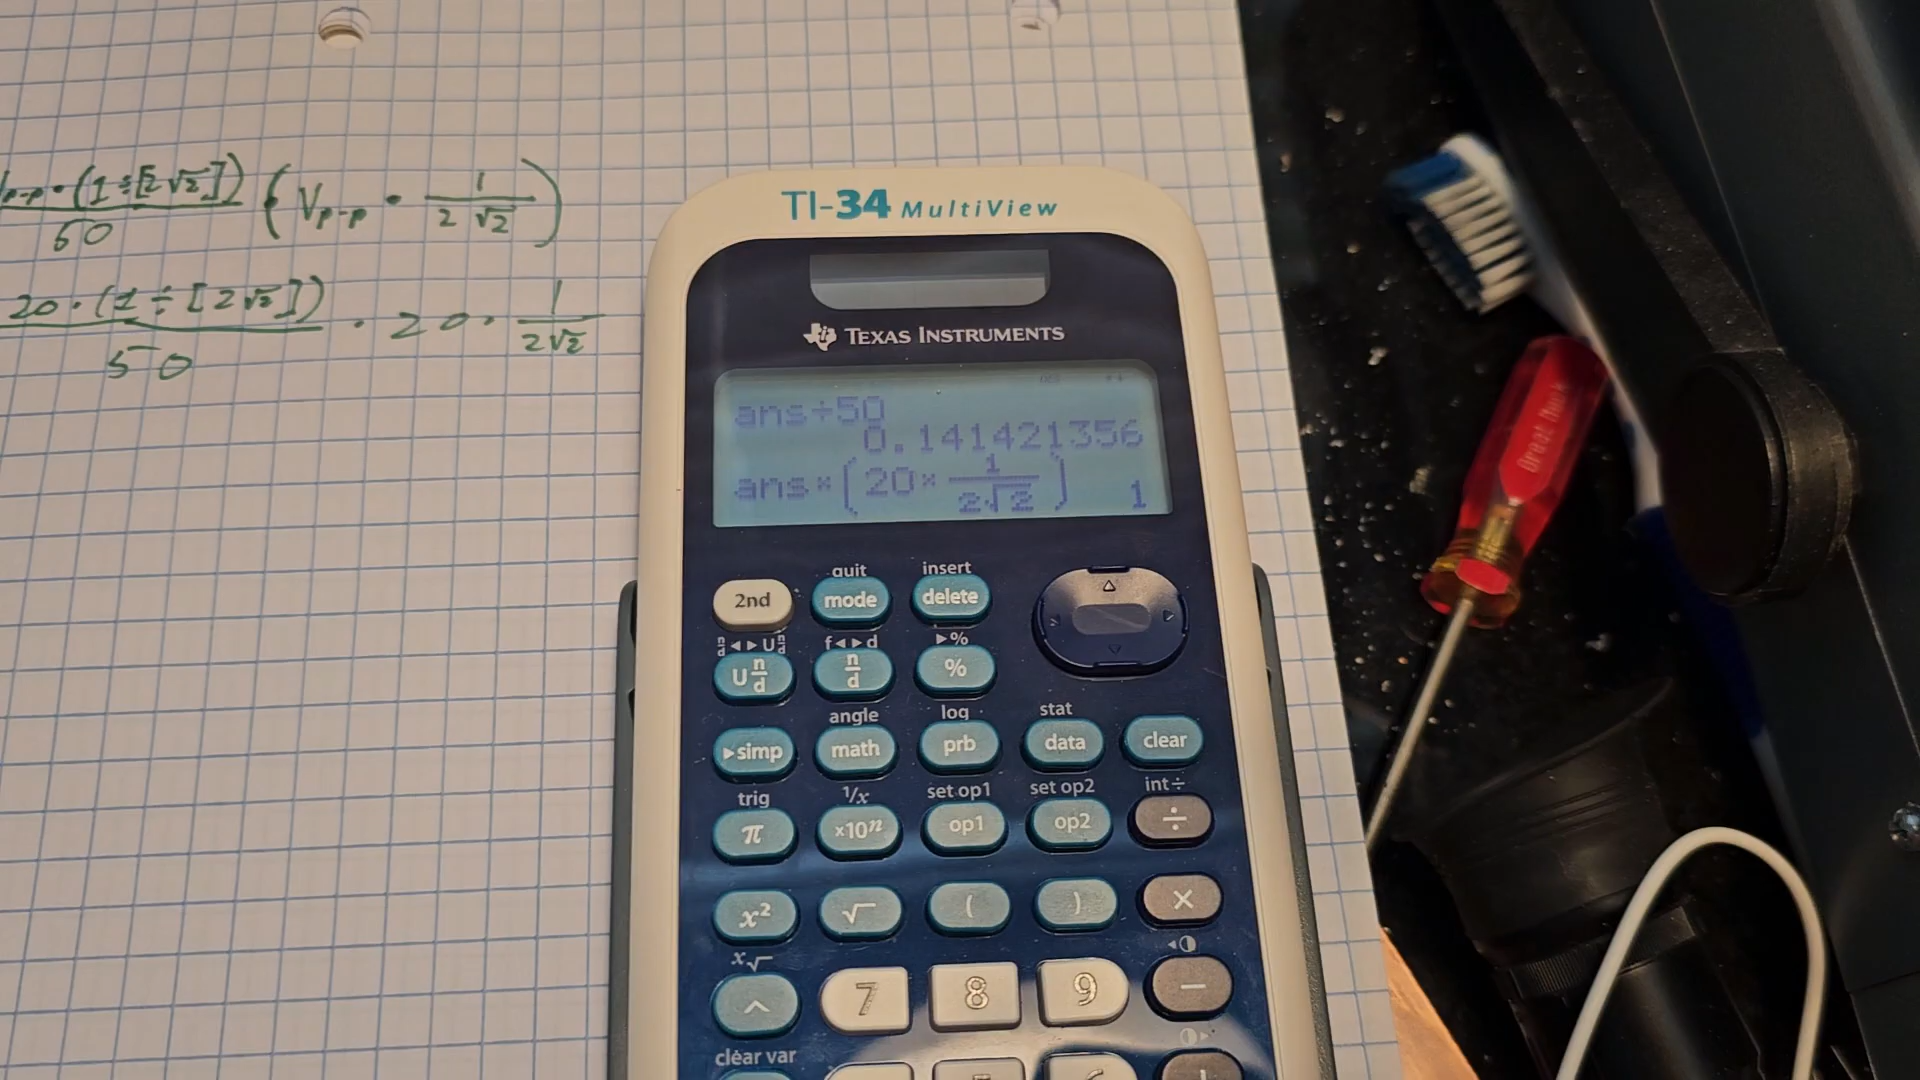 p-p · (1 ÷ [2 √2]) / 50 (Vp-p · 1 / 2 √2)
20 · (1 ÷ [2 √2]) / 50 · 20 · 1 / 2√2
TI-34 MultiView
TEXAS INSTRUMENTS
DEG
ans÷50
0.141421356
ans×(20×1/2√2) 1
quit insert
2nd mode delete
n/d ◄► U n/d f◄►d ►%
U n/d n/d %
angle log stat
►simp math prb data clear
trig 1/x set op1 set op2 int÷
π ×10ⁿ op1 op2 ÷
x² √ ( ) ×
x√
^ 7 8 9 −
clear var